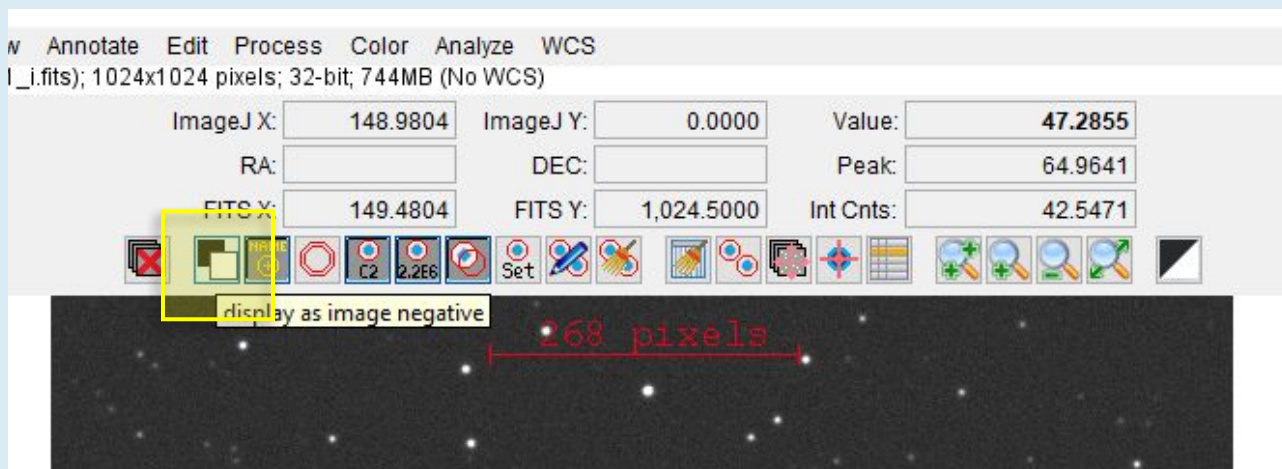 w Annotate Edit Process Color Analyze WCS
1_i.fits); 1024x1024 pixels; 32-bit; 744MB (No WCS)
ImageJ X: 148.9804 ImageJ Y: 0.0000 Value: 47.2855
RA: DEC: Peak: 64.9641
FITS X: 149.4804 FITS Y: 1,024.5000 Int Cnts: 42.5471
NAME C2 2.2E6 Set
display as image negative
268 pixels